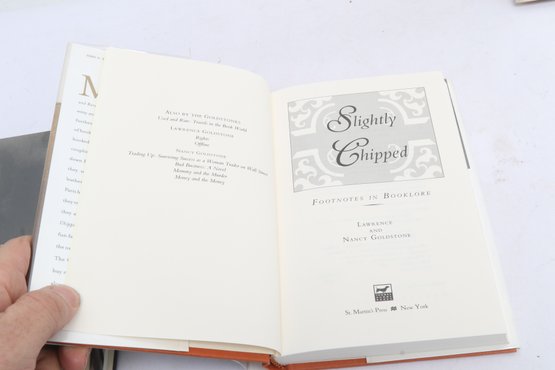 ALSO BY THE GOLDSTONES
Used and Rare: Travels in the Book World
LAWRENCE GOLDSTONE
Rights
Offline
NANCY GOLDSTONE
Trading Up: Surviving Success as a Woman Trader on Wall Street
Bad Business: A Novel
Mommy and the Murder
Mommy and the Money
Slightly
Chipped
FOOTNOTES IN BOOKLORE
LAWRENCE
AND
NANCY GOLDSTONE
St. Martin's Press New York